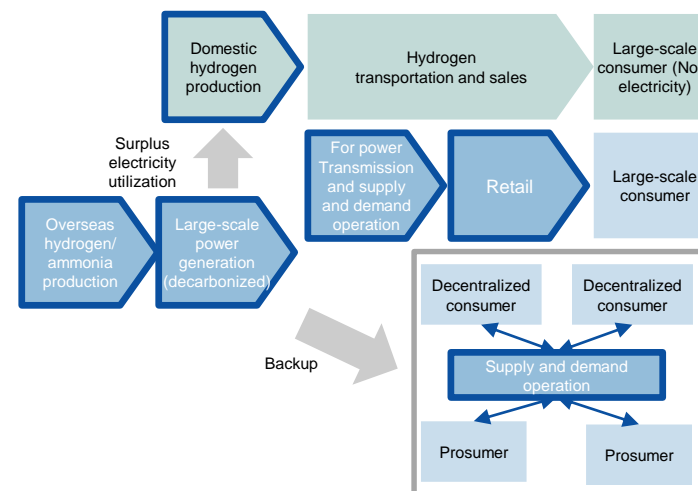 Domestic
hydrogen
production
Hydrogen
transportation and sales
Large-scale
consumer (No
electricity)
Surplus
electricity
utilization
For power
Transmission
and supply
and demand
operation
Retail
Large-scale
consumer
Overseas
hydrogen/
ammonia
production
Large-scale
power
generation
(decarbonized)
Backup
Decentralized
consumer
Decentralized
consumer
Supply and demand
operation
Prosumer
Prosumer